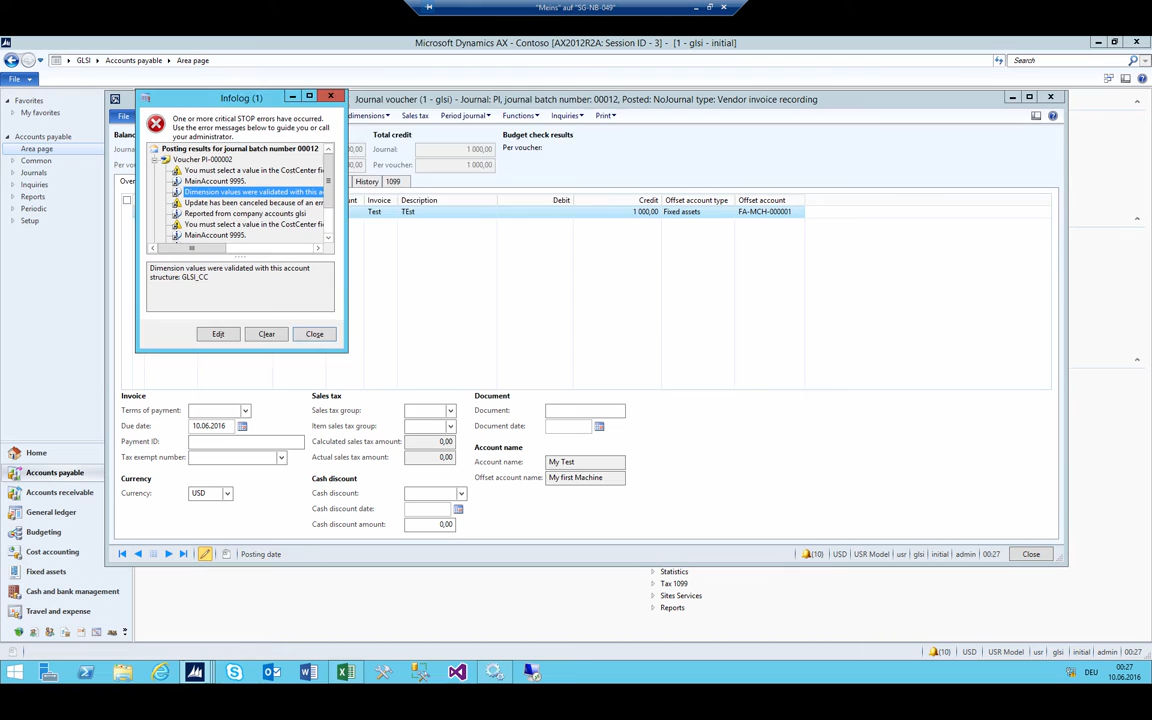 "Meins" auf "SG-NB-049"
Microsoft Dynamics AX - Contoso [AX2012R2A: Session ID - 3] - [1 - glsi - initial]
GLSI Accounts payable Area page
Search
File
Favorites
My favorites
Accounts payable
Area page
Common
Journals
Inquiries
Reports
Periodic
Setup
Infolog (1)
One or more critical STOP errors have occurred.
Use the error messages below to guide you or call
your administrator.
Posting results for journal batch number 00012
Voucher PI-000002
You must select a value in the CostCenter fi
MainAccount 9995.
Dimension values were validated with this a
Update has been canceled because of an err
Reported from company accounts glsi
You must select a value in the CostCenter fi
MainAccount 9995.
Dimension values were validated with this account
structure: GLSI_CC
Edit Clear Close
Journal voucher (1 - glsi) - Journal: PI, journal batch number: 00012, Posted: NoJournal type: Vendor invoice recording
File
dimensions Sales tax Period journal Functions Inquiries Print
Balan
Total credit
Budget check results
Journ
00,00
Journal:
1 000,00
Per voucher:
Per vo
00,00
Per voucher:
1 000,00
Over
History
1099
unt Invoice Description Debit Credit Offset account type Offset account
Test TEst 1 000,00 Fixed assets FA-MCH-000001
Invoice
Terms of payment:
Due date: 10.06.2016
Payment ID:
Tax exempt number:
Currency
Currency: USD
Sales tax
Sales tax group:
Item sales tax group:
Calculated sales tax amount: 0,00
Actual sales tax amount: 0,00
Cash discount
Cash discount:
Cash discount date:
Cash discount amount: 0,00
Document
Document:
Document date:
Account name
Account name: My Test
Offset account name: My first Machine
Posting date
(10) USD USR Model usr glsi initial admin 00:27 Close
Home
Accounts payable
Accounts receivable
General ledger
Budgeting
Cost accounting
Fixed assets
Cash and bank management
Travel and expense
Statistics
Tax 1099
Sites Services
Reports
(10) USD USR Model usr glsi initial admin 00:27
DEU
00:27
10.06.2016